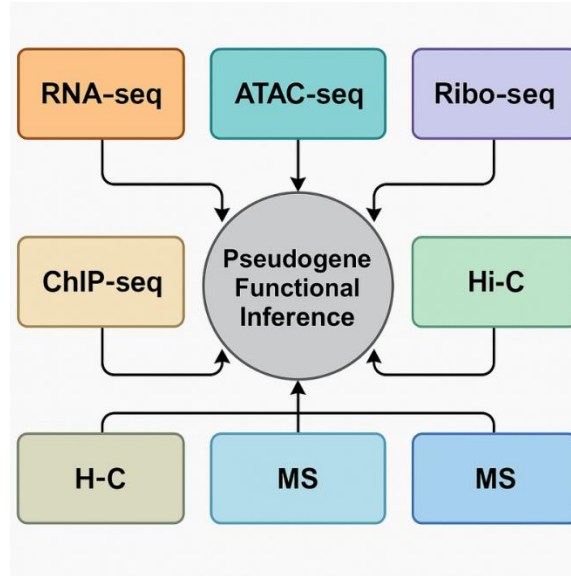 RNA-seq
ATAC-seq
Ribo-seq
ChIP-seq
Pseudogene
Functional
Inference
Hi-C
H-C
MS
MS